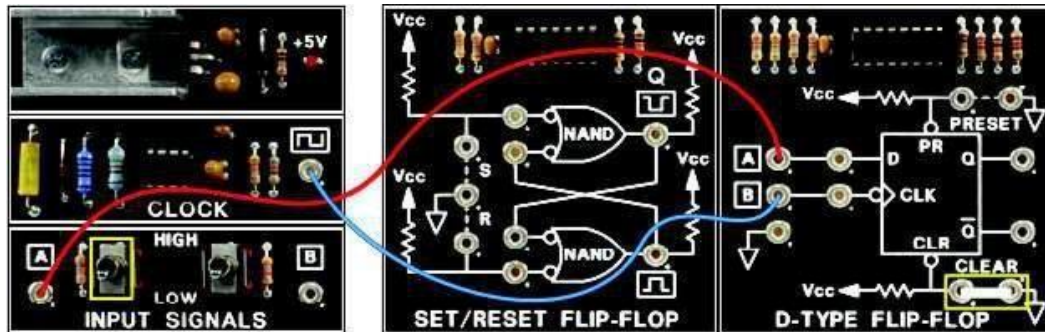 +5V
CLOCK
HIGH
A
B
LOW
INPUT SIGNALS
Vcc
Vcc
Q
NAND
S
Vcc
R
Vcc
NAND
SET/RESET FLIP-FLOP
Vcc
PRESET
PR
A
D
Q
B
CLK
CLR
Q
CLEAR
Vcc
D-TYPE FLIP-FLOP